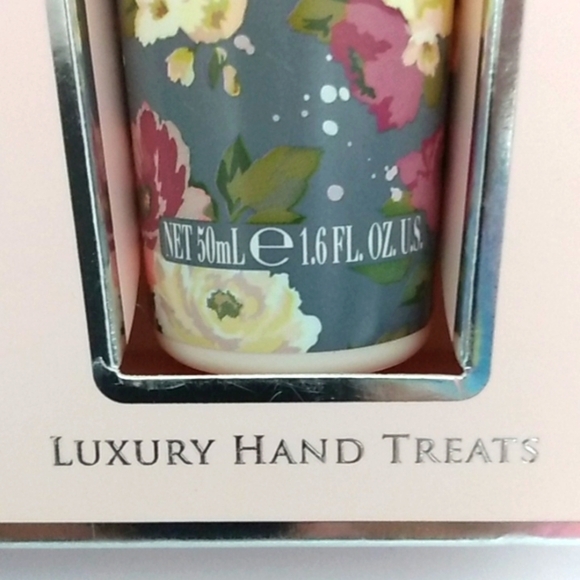 NET 50mL ℮ 1.6 FL. OZ. U.S.
LUXURY HAND TREATS